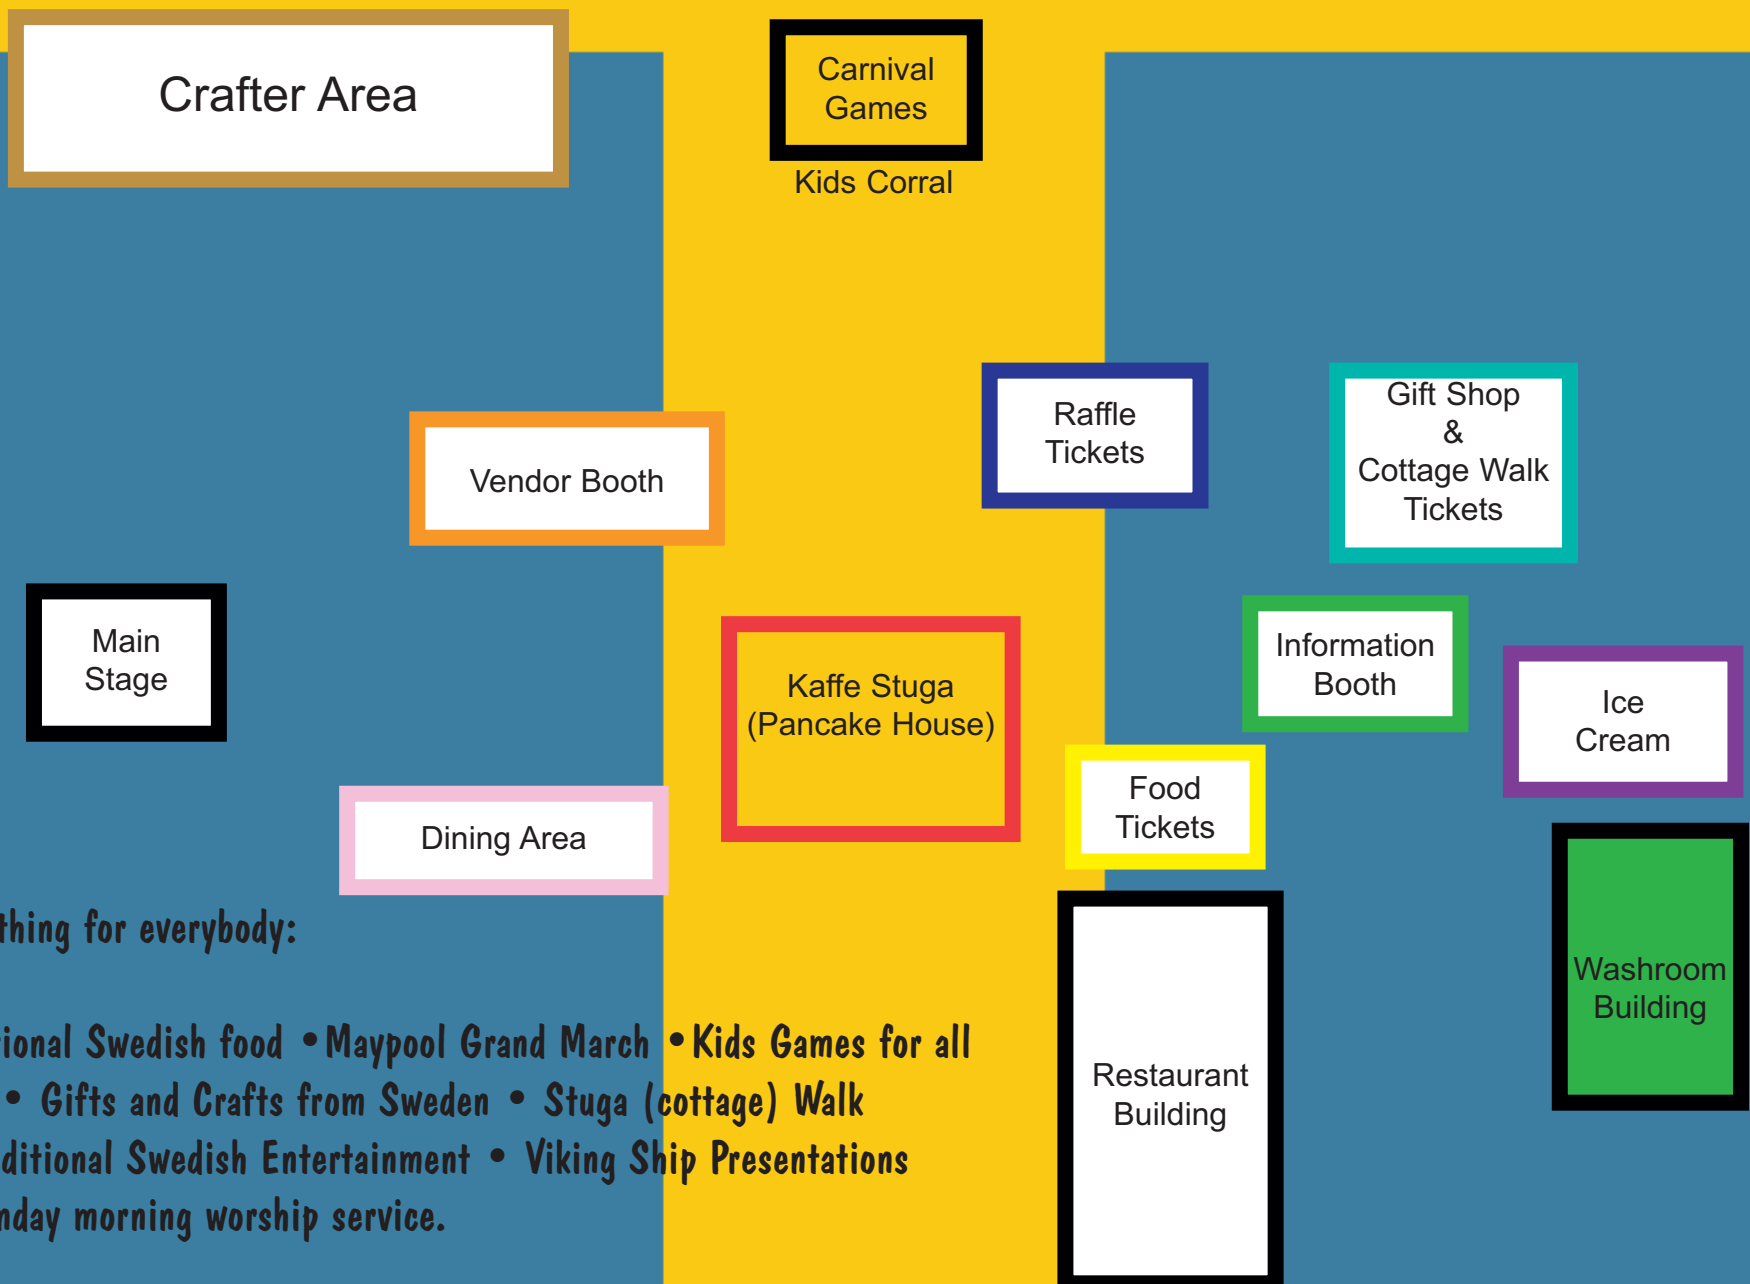 Crafter Area
Carnival
Games
Kids Corral
Raffle
Tickets
Gift Shop
&
Cottage Walk
Tickets
Vendor Booth
Main
Stage
Kaffe Stuga
(Pancake House)
Information
Booth
Ice
Cream
Food
Tickets
Dining Area
Washroom
Building
Restaurant
Building
thing for everybody:
ional Swedish food • Maypool Grand March • Kids Games for all
• Gifts and Crafts from Sweden • Stuga (cottage) Walk
ditional Swedish Entertainment • Viking Ship Presentations
nday morning worship service.